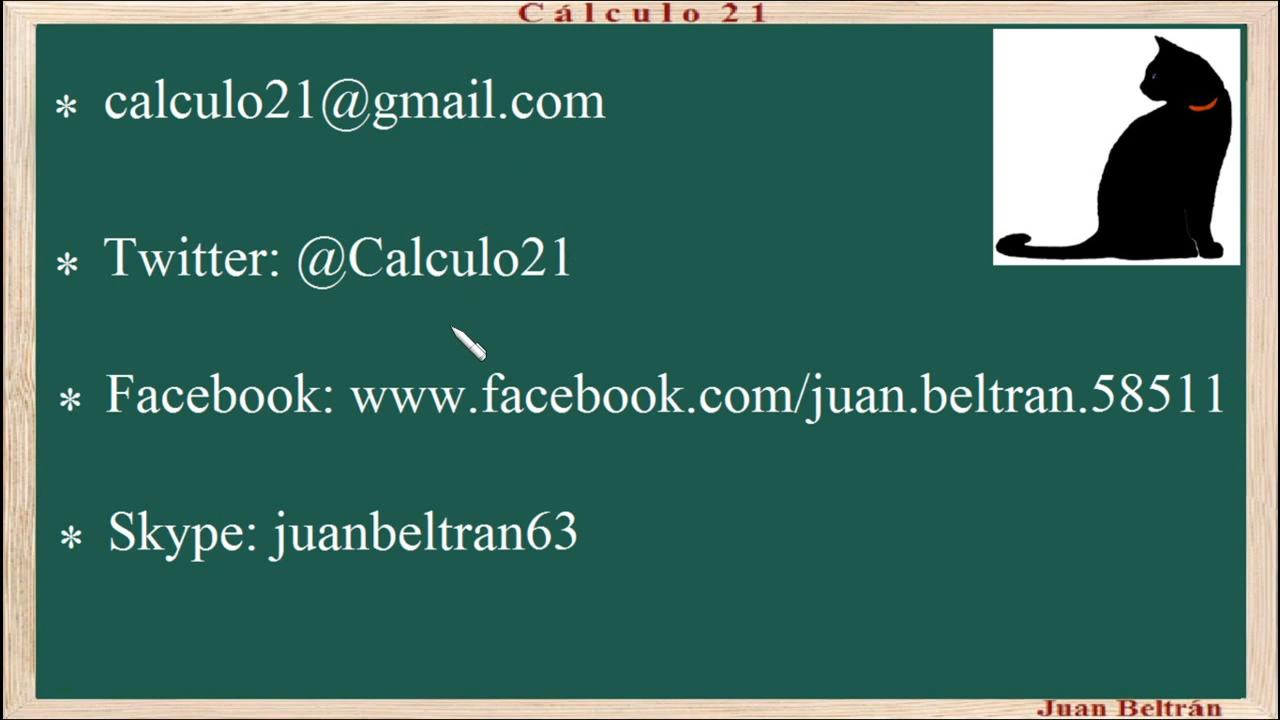 Cálculo 21
* calculo21@gmail.com
* Twitter: @Calculo21
* Facebook: www.facebook.com/juan.beltran.58511
* Skype: juanbeltran63
Juan Beltrán